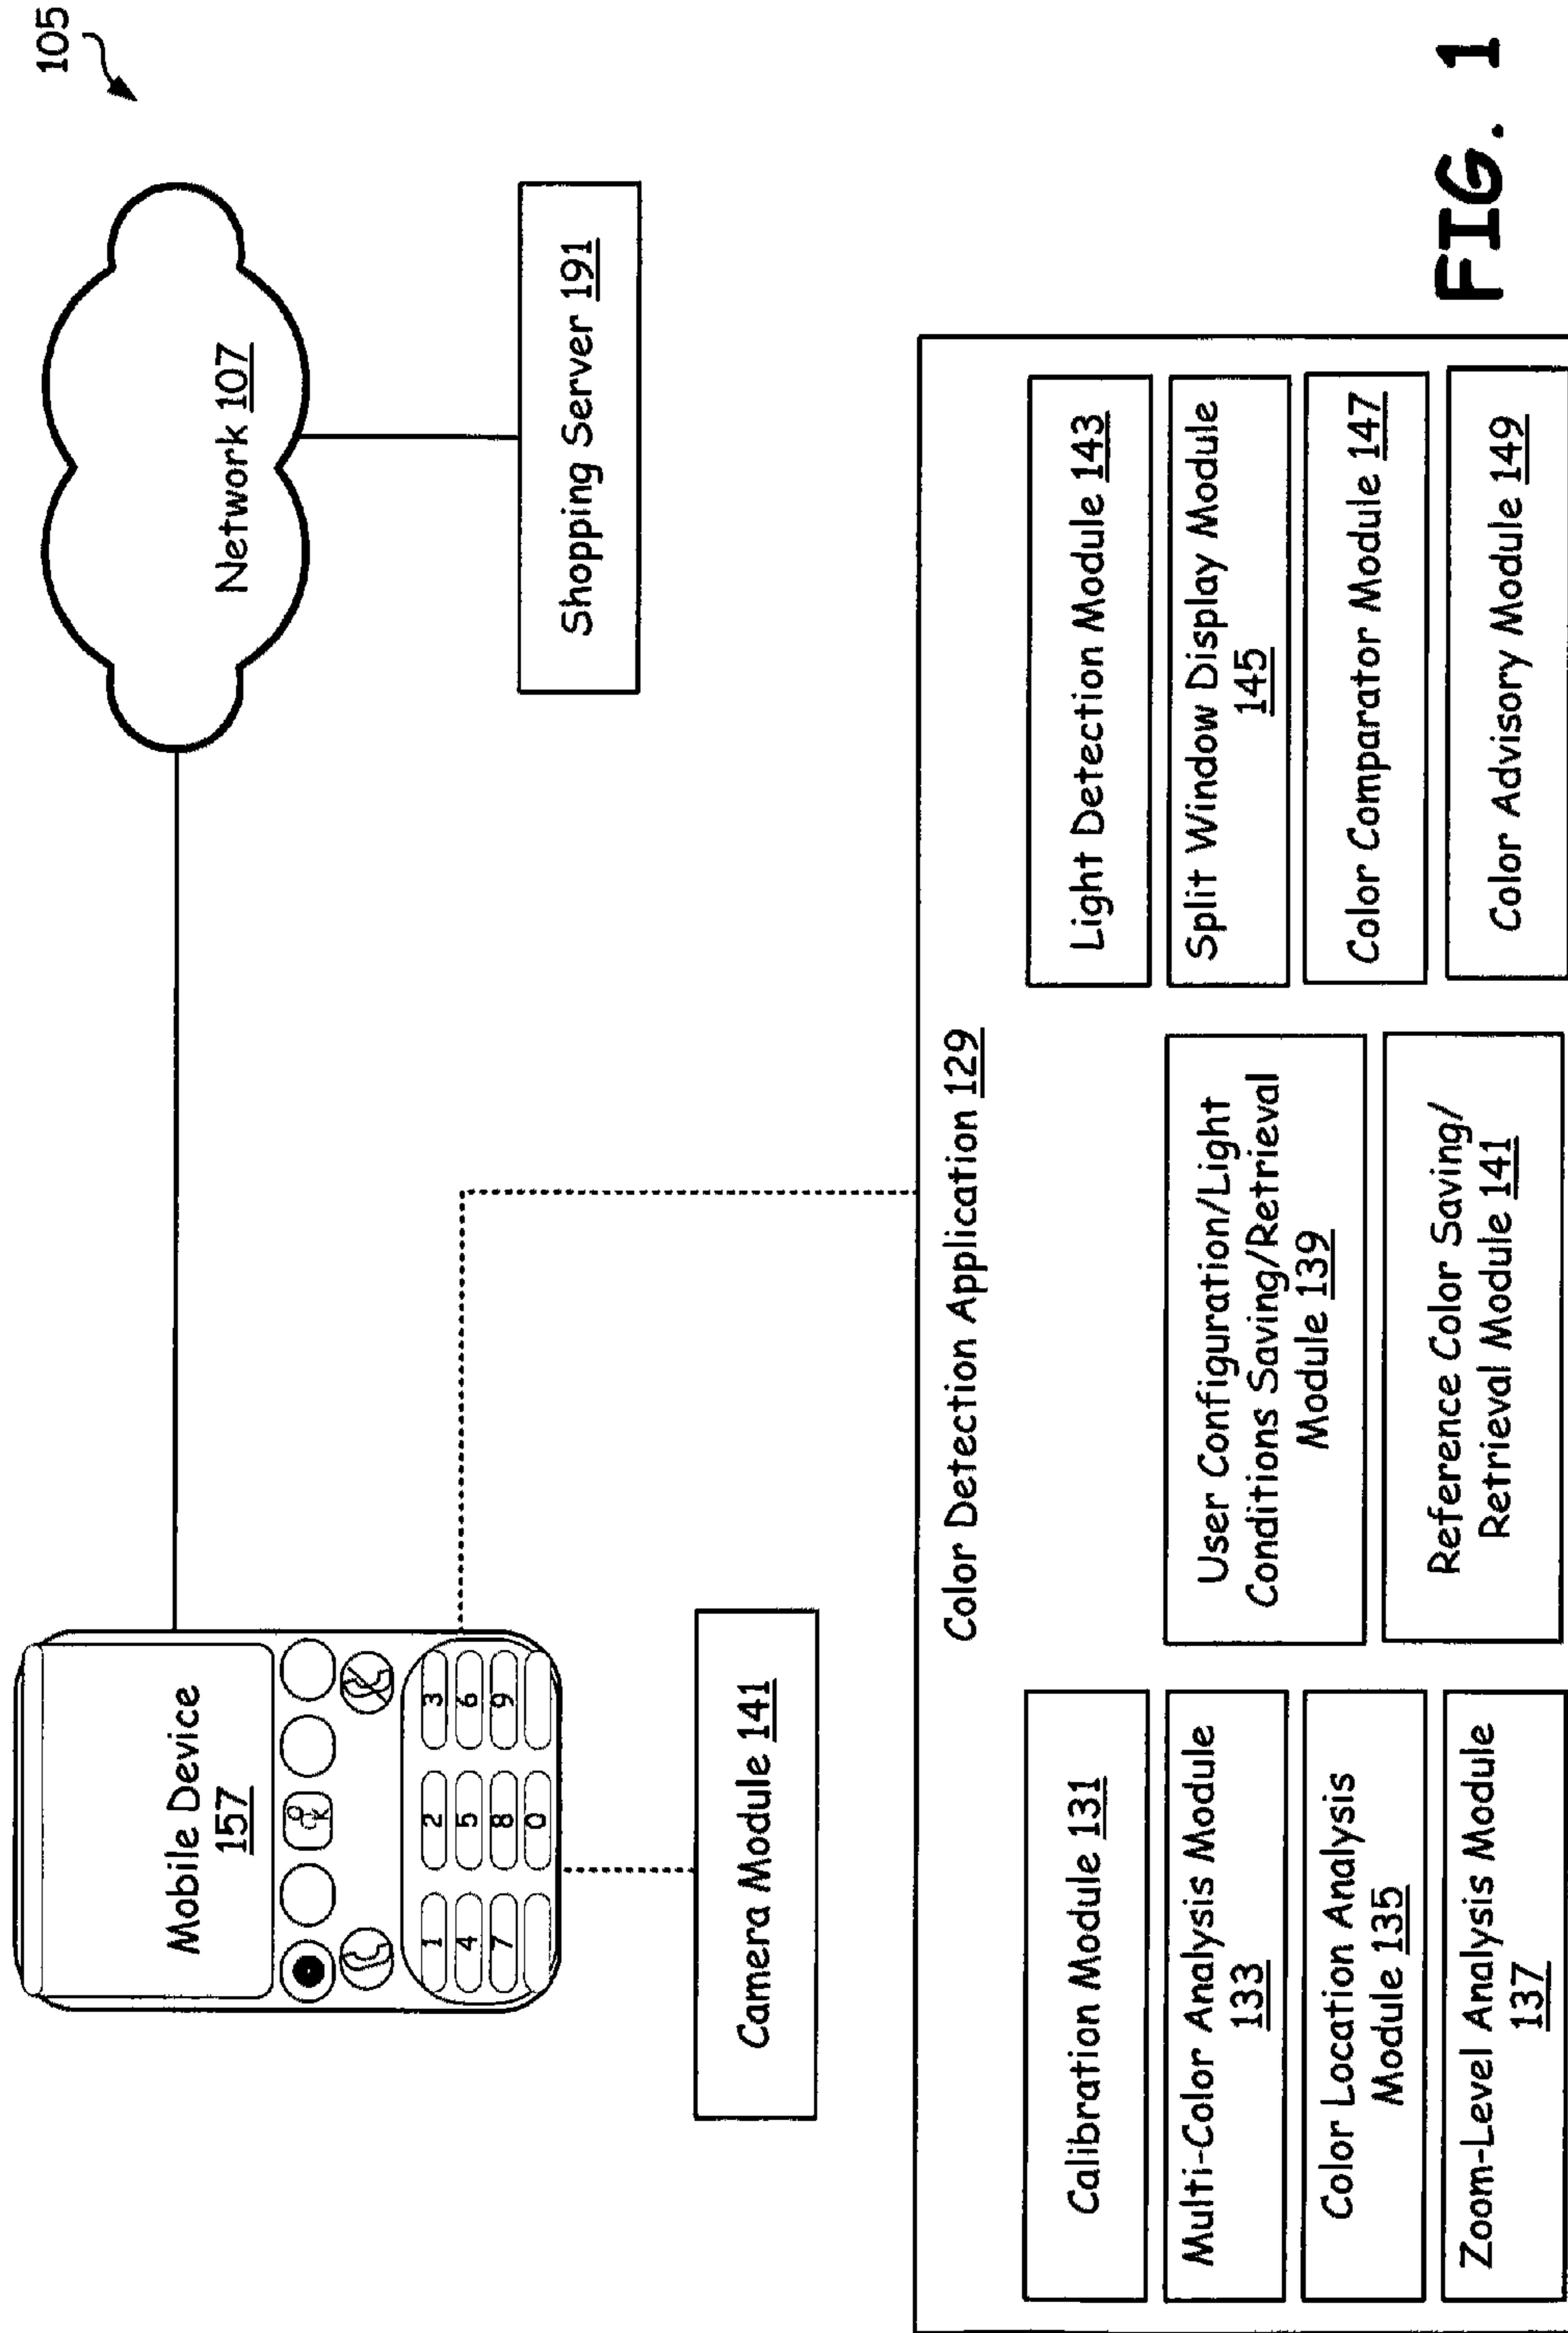 105
Mobile Device
157
OK
1 2 3
4 5 6
7 8 9
0
Network 107
Camera Module 141
Shopping Server 191
Color Detection Application 129
Calibration Module 131
Multi-Color Analysis Module
133
Color Location Analysis
Module 135
Zoom-Level Analysis Module
137
User Configuration/Light
Conditions Saving/Retrieval
Module 139
Reference Color Saving/
Retrieval Module 141
Light Detection Module 143
Split Window Display Module
145
Color Comparator Module 147
Color Advisory Module 149
FIG. 1